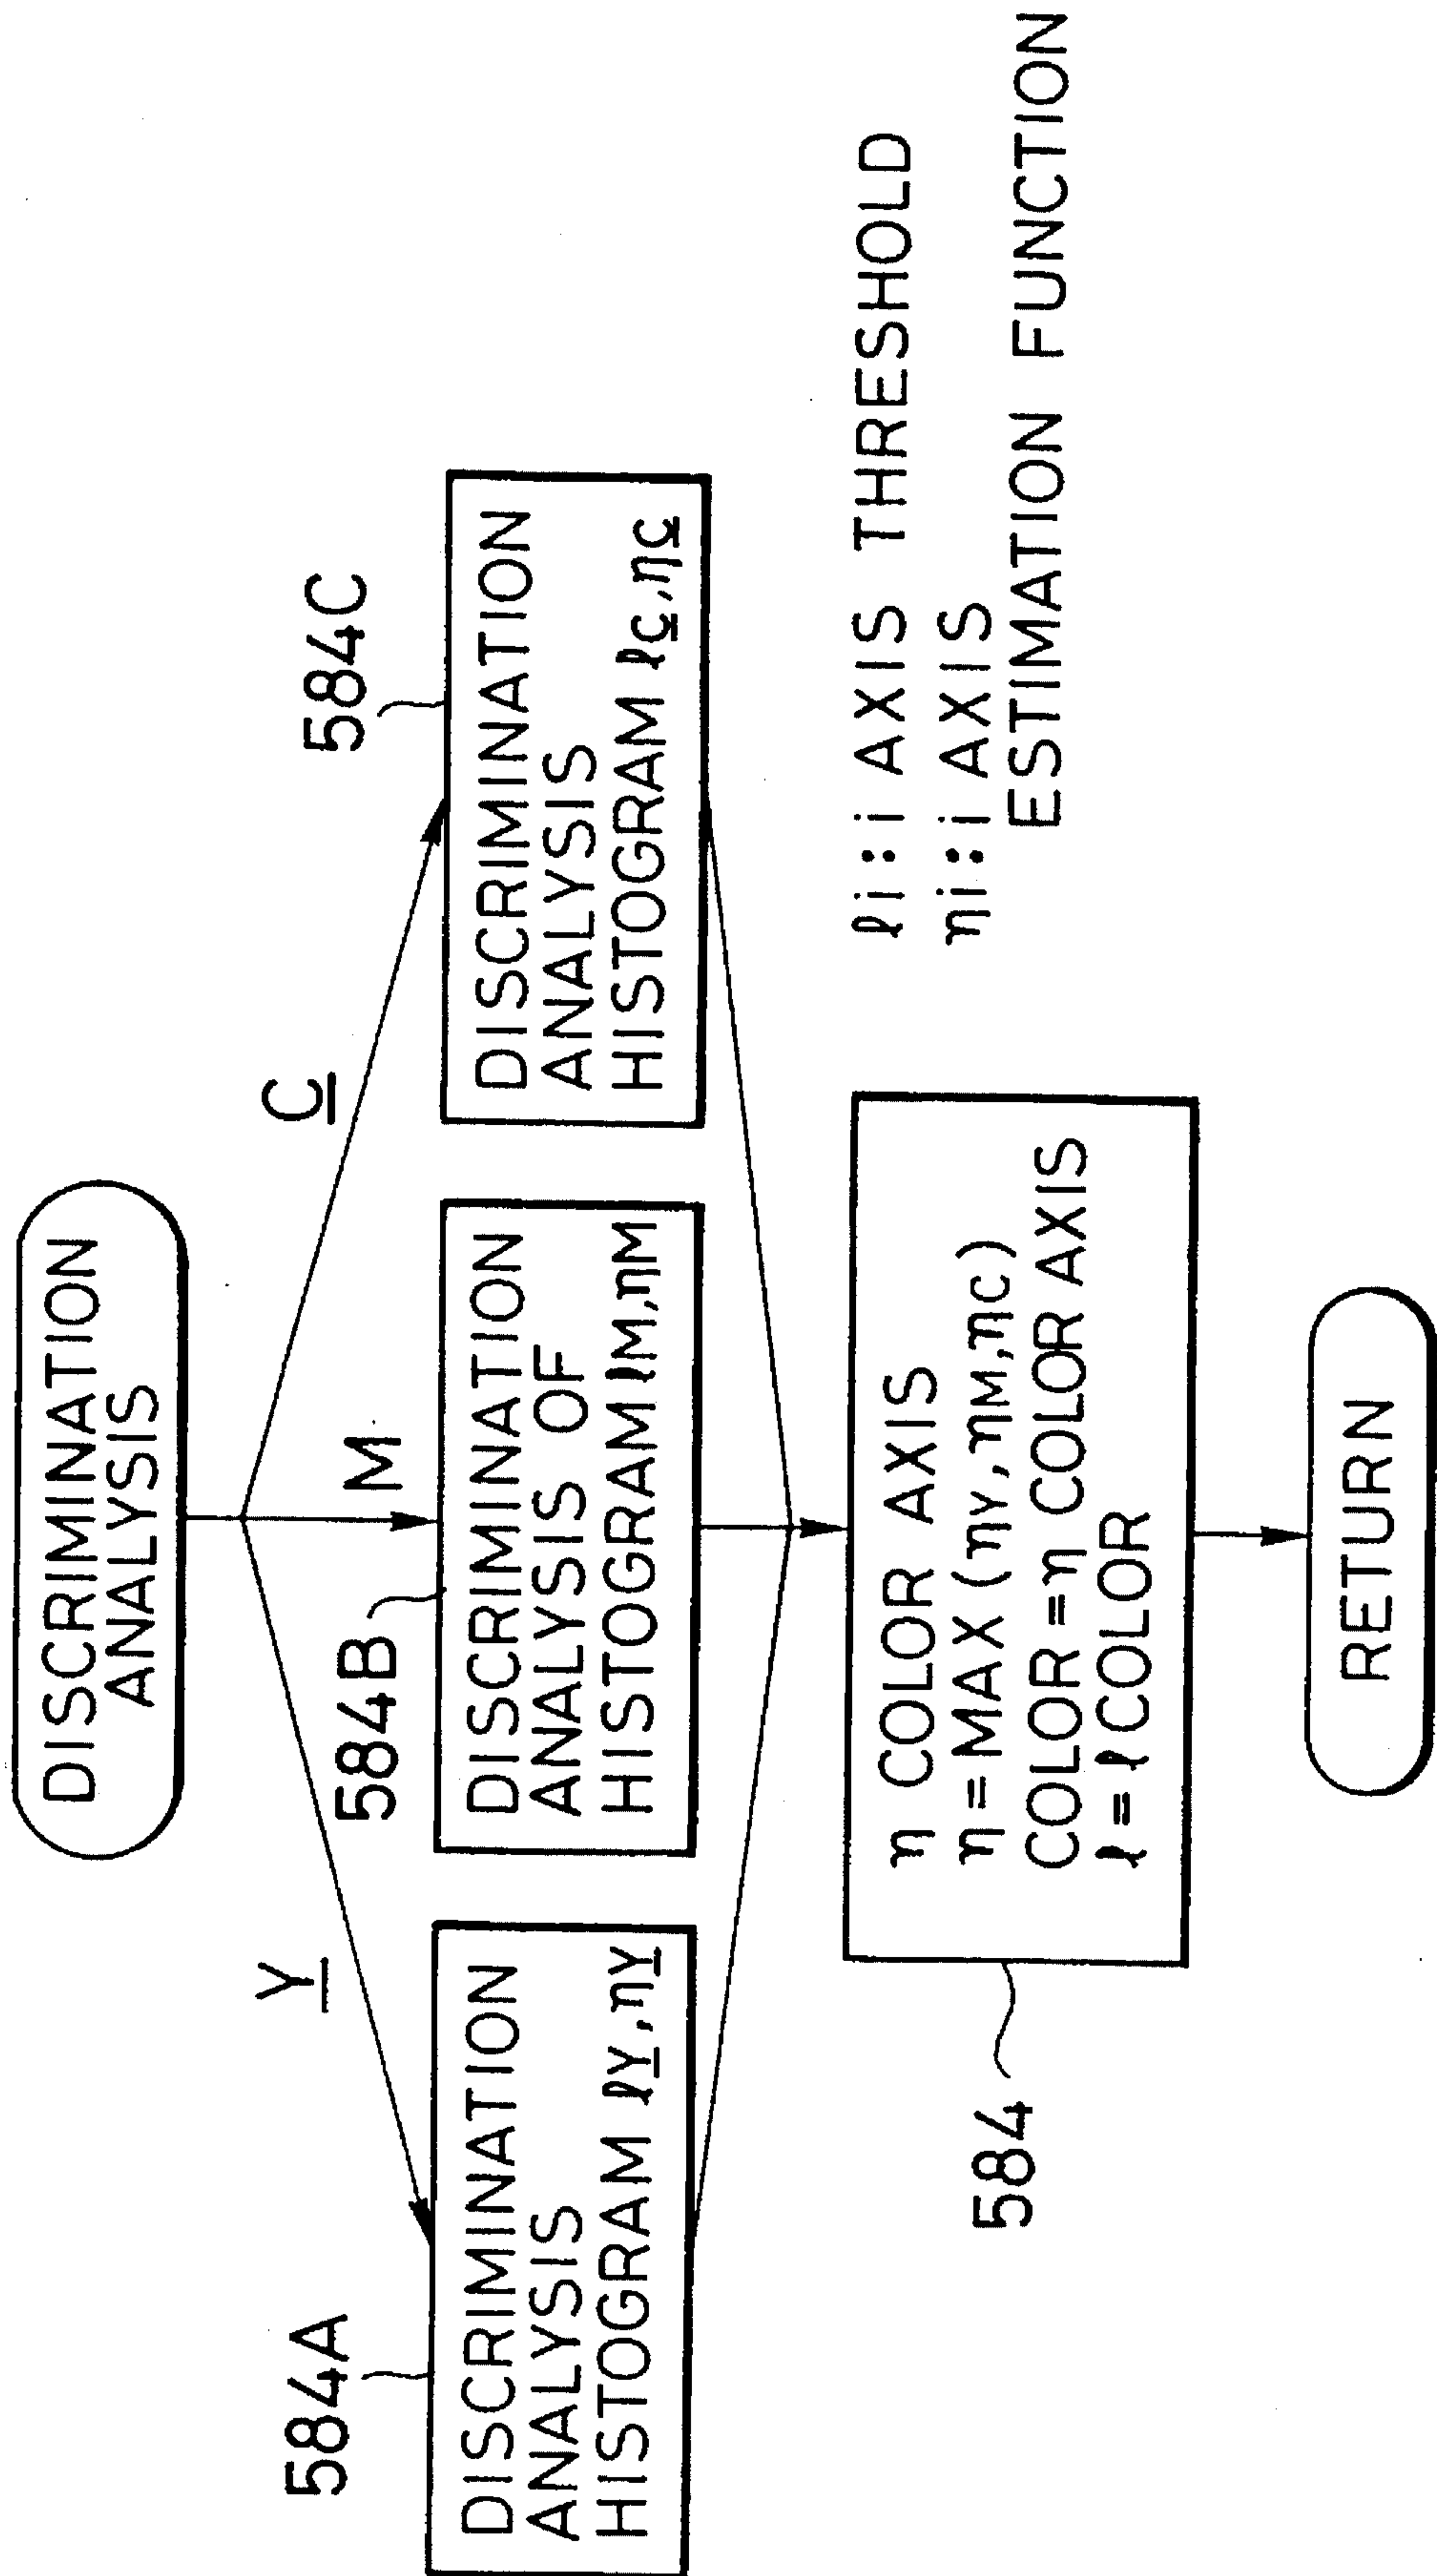 DISCRIMINATION
ANALYSIS
Y
M
C
584A
584B
584C
DISCRIMINATION
ANALYSIS
HISTOGRAM ℓY,ηY
DISCRIMINATION
ANALYSIS OF
HISTOGRAM ℓM,ηM
DISCRIMINATION
ANALYSIS
HISTOGRAM ℓC,ηC
584
η COLOR AXIS
η=MAX (ηY,ηM,ηC)
COLOR=η COLOR AXIS
ℓ=ℓ COLOR
ℓi:i AXIS THRESHOLD
ηi:i AXIS
ESTIMATION FUNCTION
RETURN